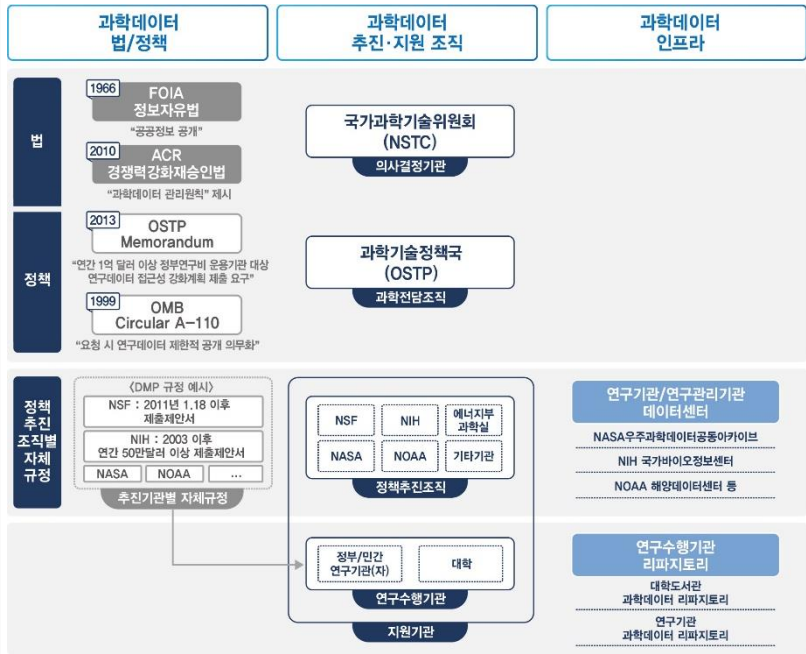 과학데이터
법/정책
과학데이터
추진·지원 조직
과학데이터
인프라
법
1966
FOIA
정보자유법
“공공정보 공개”
2010
ACR
경쟁력강화재승인법
“과학데이터 관리원칙” 제시
국가과학기술위원회
(NSTC)
의사결정기관
정책
2013
OSTP
Memorandum
“연간 1억 달러 이상 정부연구비 운용기관 대상
연구데이터 접근성 강화계획 제출 요구”
1999
OMB
Circular A-110
“요청 시 연구데이터 제한적 공개 의무화”
과학기술정책국
(OSTP)
과학전담조직
정책
추진
조직별
자체
규정
〈DMP 규정 예시〉
NSF : 2011년 1.18 이후
제출제안서
NIH : 2003 이후
연간 50만달러 이상 제출제안서
NASA
NOAA
...
추진기관별 자체규정
NSF
NIH
에너지부
과학실
NASA
NOAA
기타기관
정책추진조직
연구기관/연구관리기관
데이터센터
NASA우주과학데이터공동아카이브
NIH 국가바이오정보센터
NOAA 해양데이터센터 등
정부/민간
연구기관(자)
대학
연구수행기관
지원기관
연구수행기관
리파지토리
대학도서관
과학데이터 리파지토리
연구기관
과학데이터 리파지토리